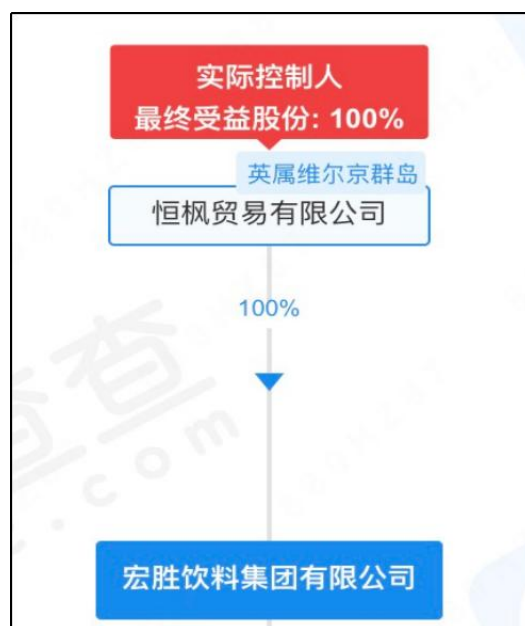 实际控制人
最终受益股份: 100%
英属维尔京群岛
恒枫贸易有限公司
100%
宏胜饮料集团有限公司